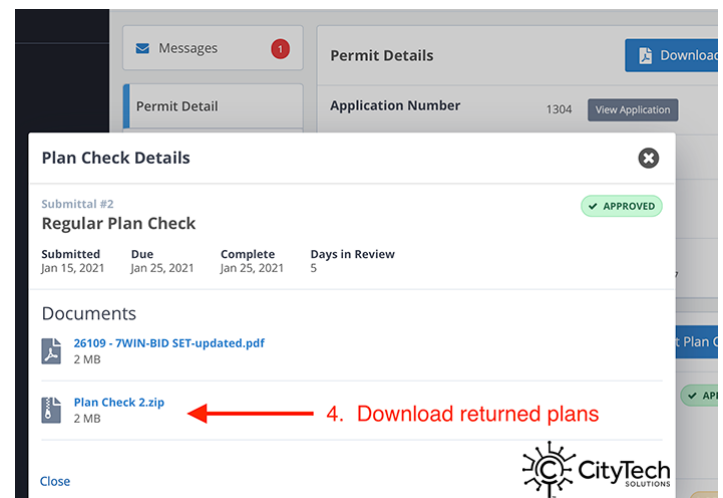 Messages
1
Permit Details
Download
Permit Detail
Application Number
1304
View Application
Plan Check Details
Submittal #2
APPROVED
Regular Plan Check
Submitted
Due
Complete
Days in Review
Jan 15, 2021
Jan 25, 2021
Jan 25, 2021
5
Documents
26109 - 7WIN-BID SET-updated.pdf
2 MB
t Plan C
Plan Check 2.zip
2 MB
4. Download returned plans
Close
CityTech
SOLUTIONS